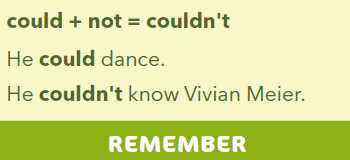 could + not = couldn't
He could dance.
He couldn't know Vivian Meier.
REMEMBER